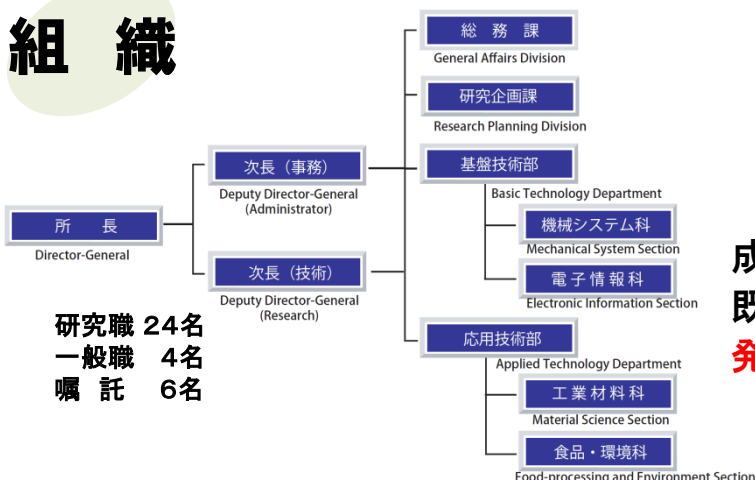 組 織
総 務 課
General Affairs Division
研究企画課
Research Planning Division
次長（事務）
Deputy Director-General
(Administrator)
基盤技術部
Basic Technology Department
所 長
Director-General
機械システム科
Mechanical System Section
次長（技術）
Deputy Director-General
(Research)
電子情報科
Electronic Information Section
研究職 24名
一般職 4名
嘱 託 6名
応用技術部
Applied Technology Department
工業材料科
Material Science Section
食品・環境科
Food-processing and Environment Section
成
既
発